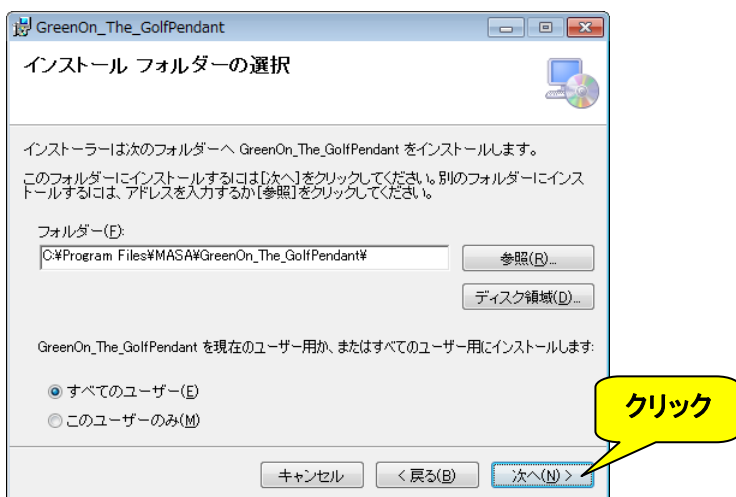 GreenOn_The_GolfPendant
インストール フォルダーの選択
インストーラーは次のフォルダーへ GreenOn_The_GolfPendant をインストールします。
このフォルダーにインストールするには[次へ]をクリックしてください。別のフォルダーにインス
トールするには、アドレスを入力するか[参照]をクリックしてください。
フォルダー(F):
C:¥Program Files¥MASA¥GreenOn_The_GolfPendant¥
参照(R)...
ディスク領域(D)...
GreenOn_The_GolfPendant を現在のユーザー用か、またはすべてのユーザー用にインストールします:
すべてのユーザー(E)
このユーザーのみ(M)
クリック
キャンセル
< 戻る(B)
次へ(N) >